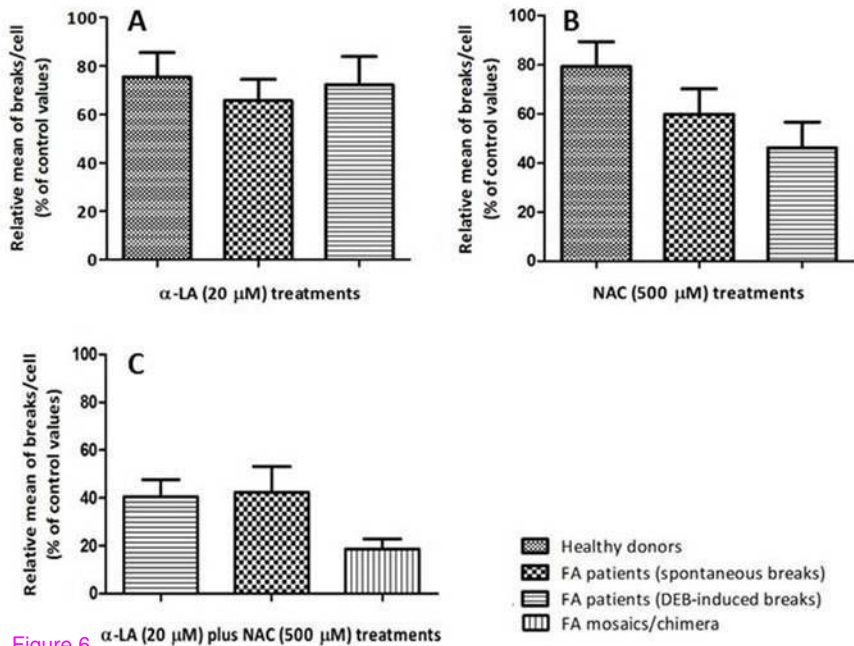 A
Relative mean of breaks/cell
(% of control values)
100
80
60
40
20
0
α-LA (20 µM) treatments
B
Relative mean of breaks/cell
(% of control values)
100
80
60
40
20
0
NAC (500 µM) treatments
C
Relative mean of breaks/cell
(% of control values)
100
80
60
40
20
0
α-LA (20 µM) plus NAC (500 µM) treatments
Healthy donors
FA patients (spontaneous breaks)
FA patients (DEB-induced breaks)
FA mosaics/chimera
Figure 6